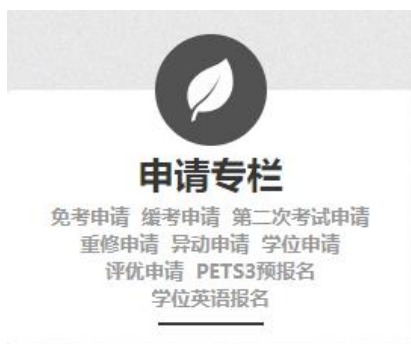 申请专栏
免考申请 缓考申请 第二次考试申请
重修申请 异动申请 学位申请
评优申请 PETS3预报名
学位英语报名